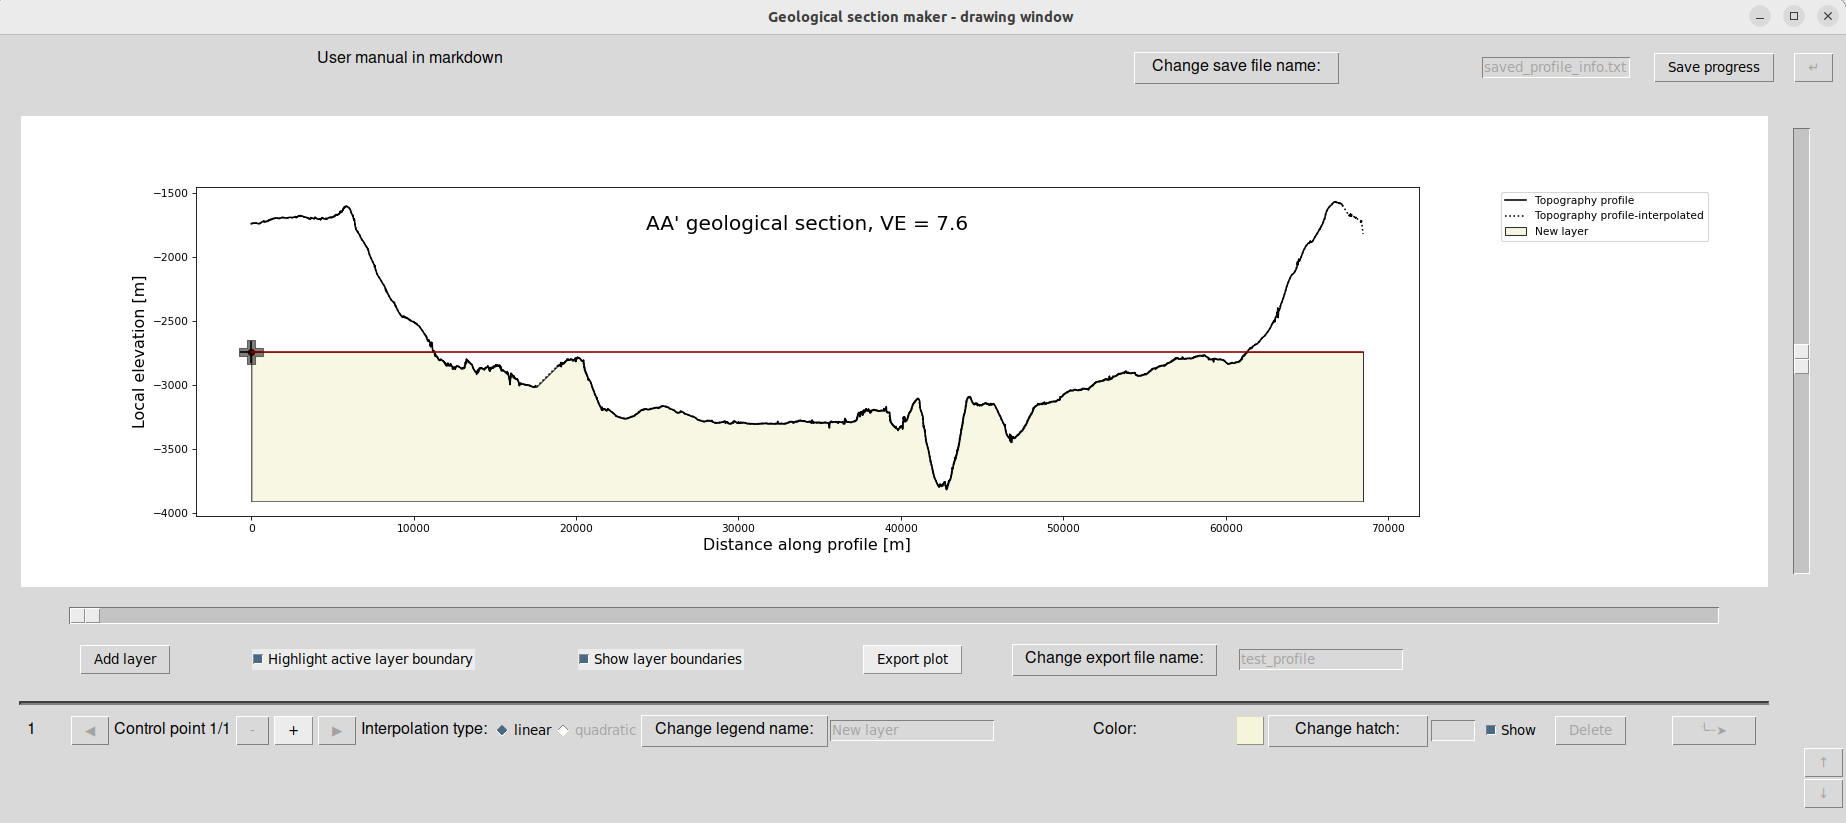 Geological section maker - drawing window
User manual in markdown
Change save file name:
saved_profile_info.txt
Save progress
↵
AA' geological section, VE = 7.6
Topography profile
Topography profile-interpolated
New layer
Local elevation [m]
−1500
−2000
−2500
−3000
−3500
−4000
0 10000 20000 30000 40000 50000 60000 70000
Distance along profile [m]
Add layer
Highlight active layer boundary
Show layer boundaries
Export plot
Change export file name:
test_profile
1 ◀ Control point 1/1 - + ▶ Interpolation type: linear quadratic Change legend name: New layer Color: Change hatch: Show Delete
↑
↓